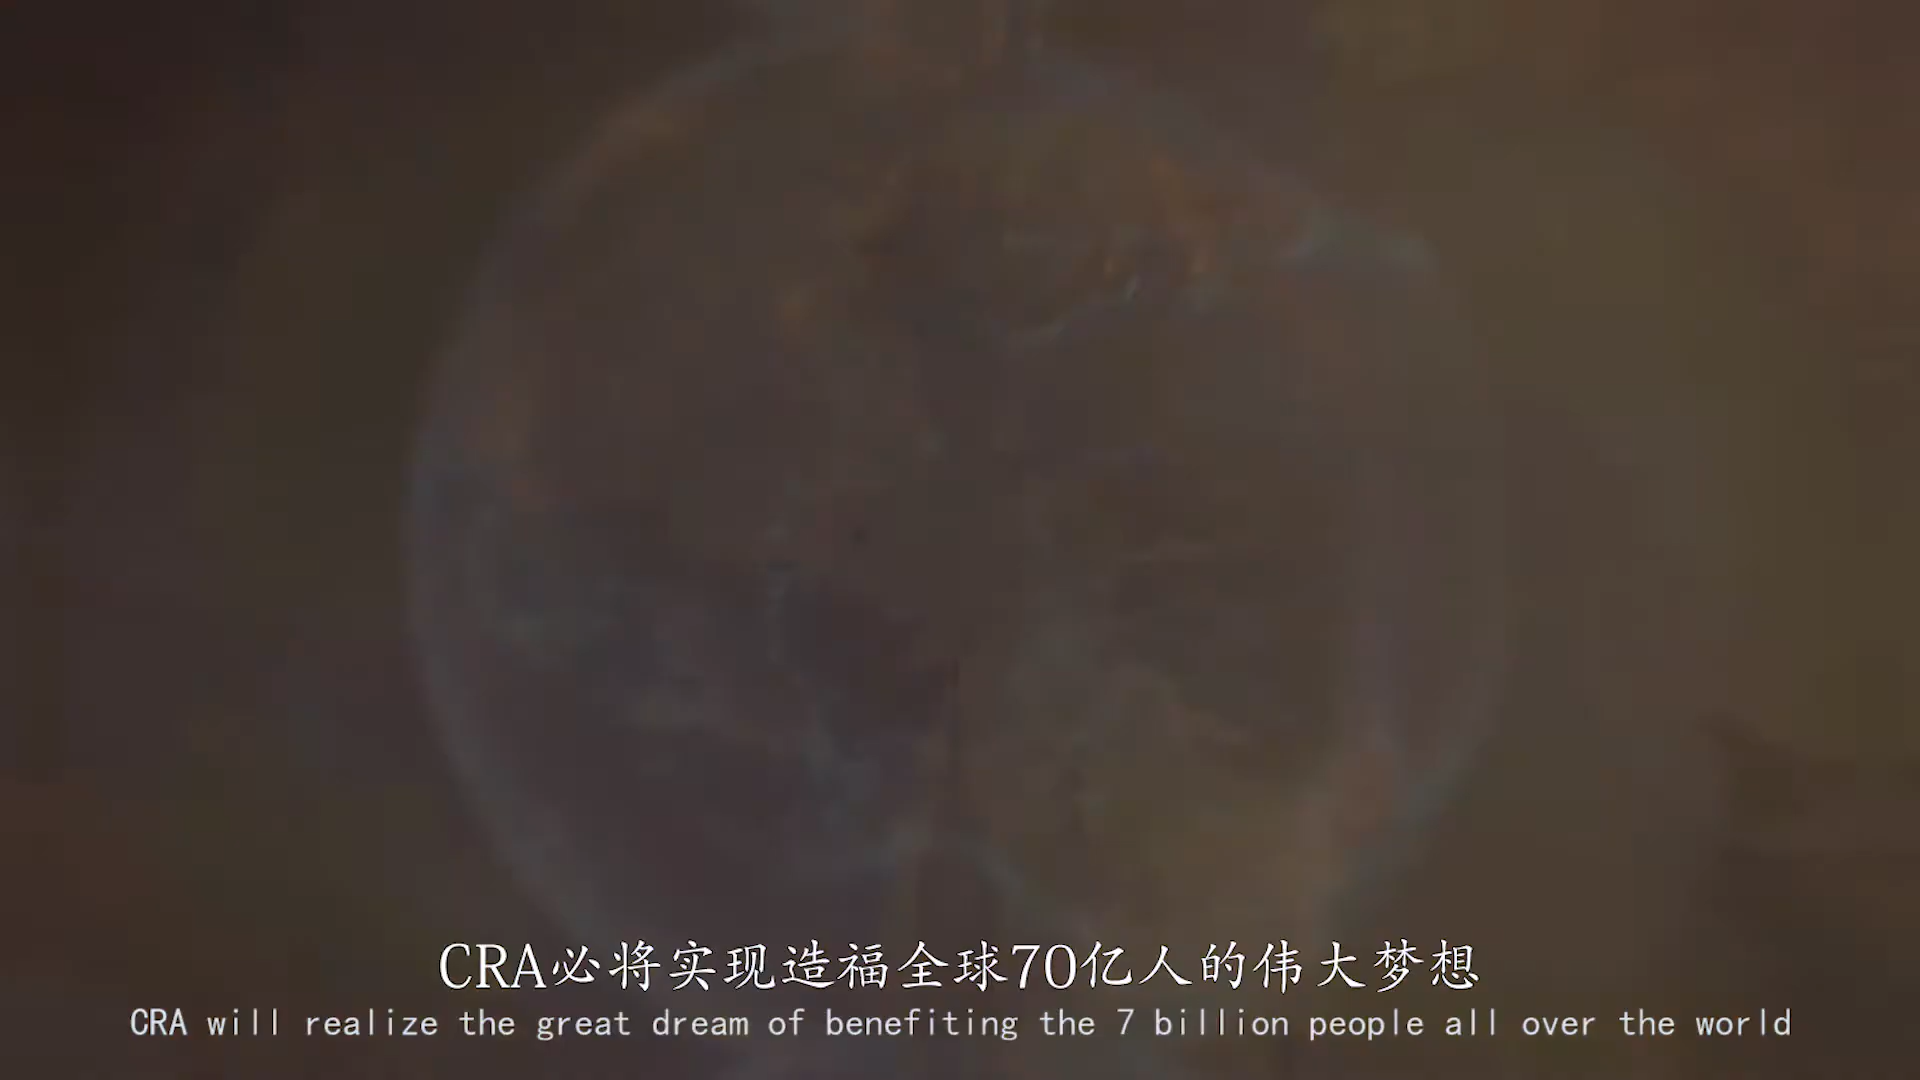 CRA必将实现造福全球70亿人的伟大梦想
CRA will realize the great dream of benefiting the 7 billion people all over the world